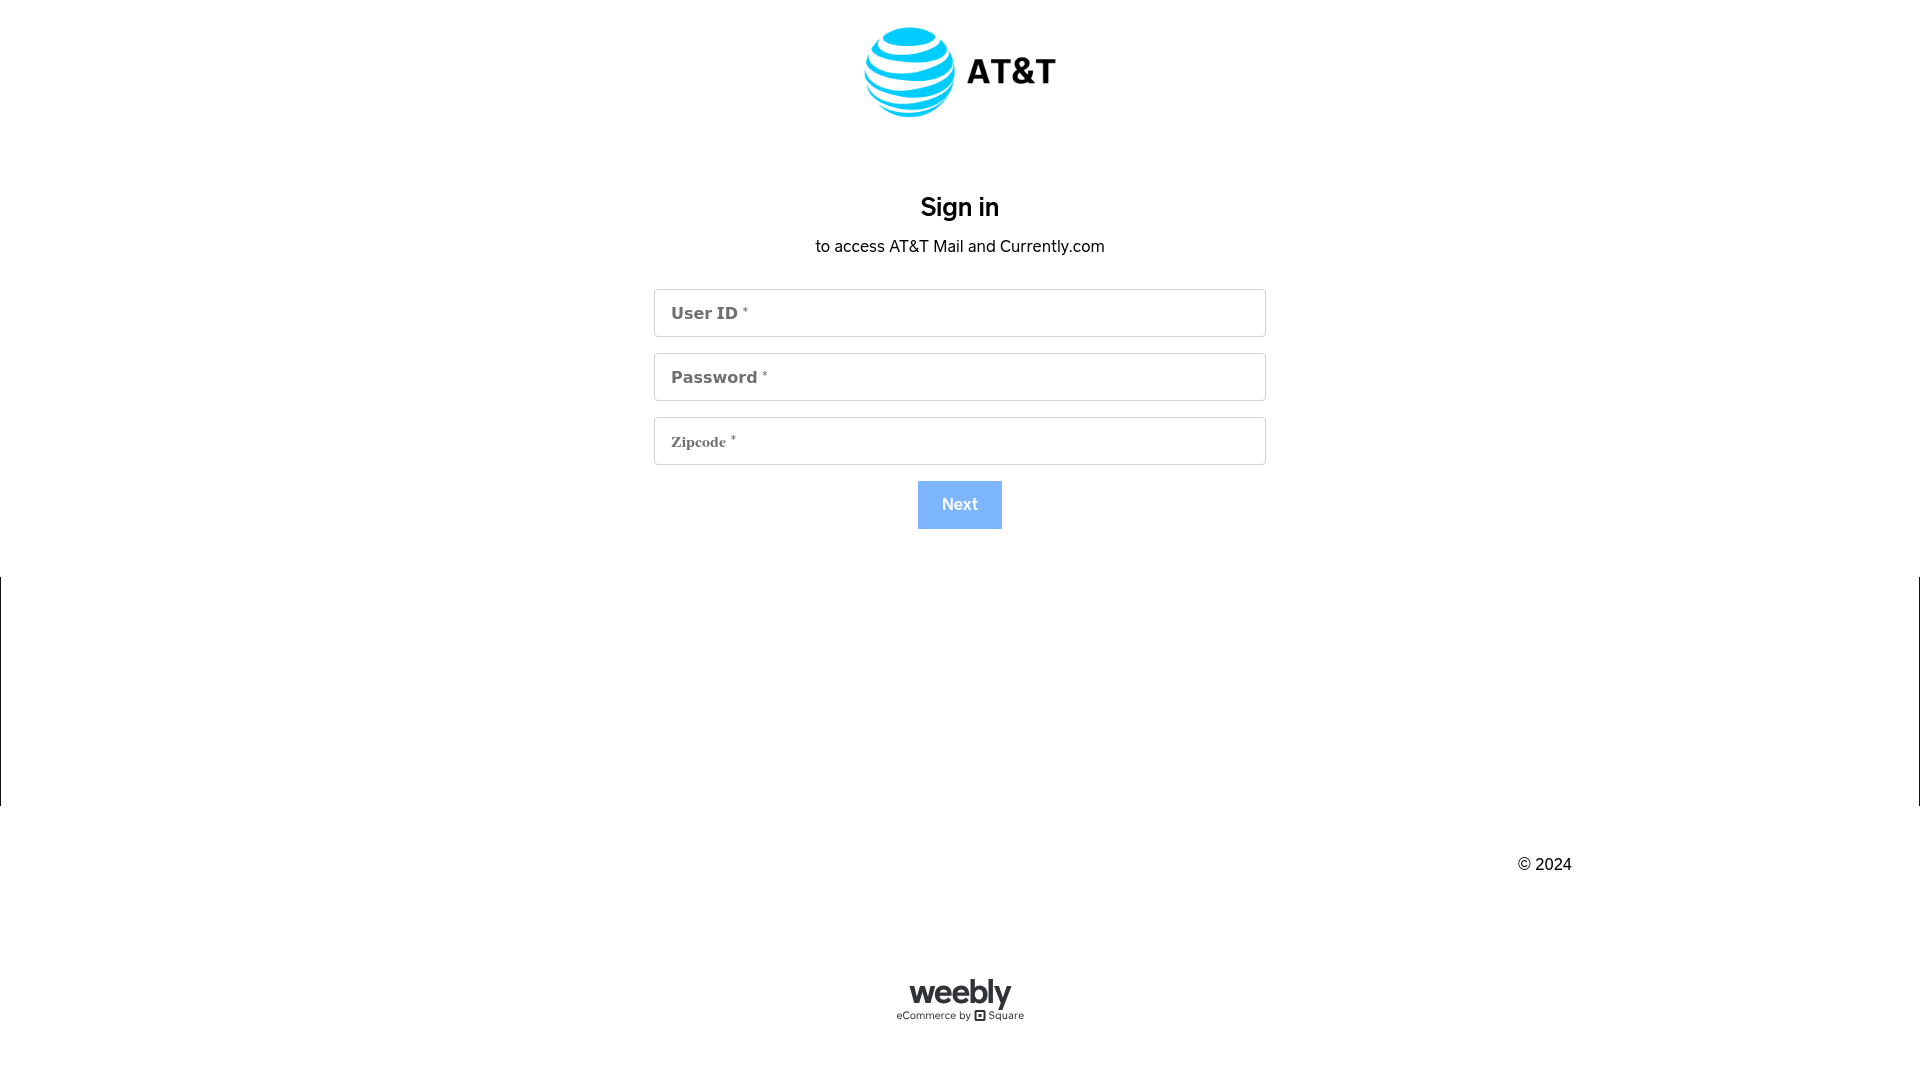 AT&T
Sign in
to access AT&T Mail and Currently.com
User ID *
Password *
Zipcode *
Next
© 2024
weebly
eCommerce by Square